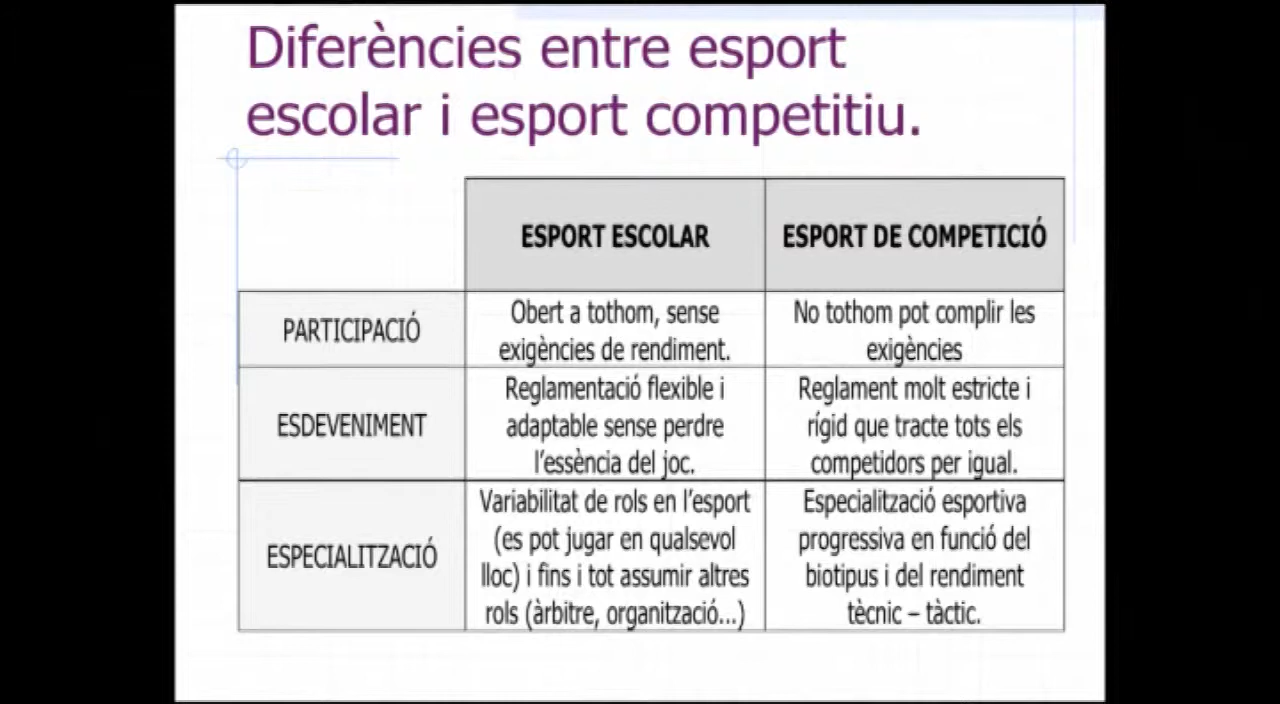 Diferències entre esport
escolar i esport competitiu.
ESPORT ESCOLAR
ESPORT DE COMPETICIÓ
PARTICIPACIÓ
Obert a tothom, sense
exigències de rendiment.
No tothom pot complir les
exigències
ESDEVENIMENT
Reglamentació flexible i
adaptable sense perdre
l'essència del joc.
Reglament molt estricte i
rígid que tracte tots els
competidors per igual.
ESPECIALITZACIÓ
Variabilitat de rols en l'esport
(es pot jugar en qualsevol
lloc) i fins i tot assumir altres
rols (àrbitre, organització...)
Especialització esportiva
progressiva en funció del
biotipus i del rendiment
tècnic – tàctic.